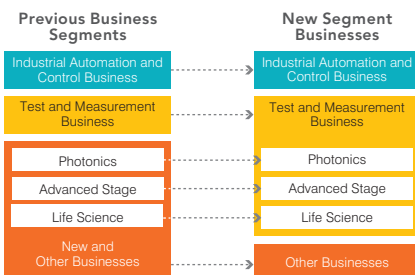 Previous Business
Segments
Industrial Automation and
Control Business
Test and Measurement
Business
Photonics
Advanced Stage
Life Science
New and
Other Businesses
New Segment
Businesses
Industrial Automation and
Control Business
Test and Measurement
Business
Photonics
Advanced Stage
Life Science
Other Businesses